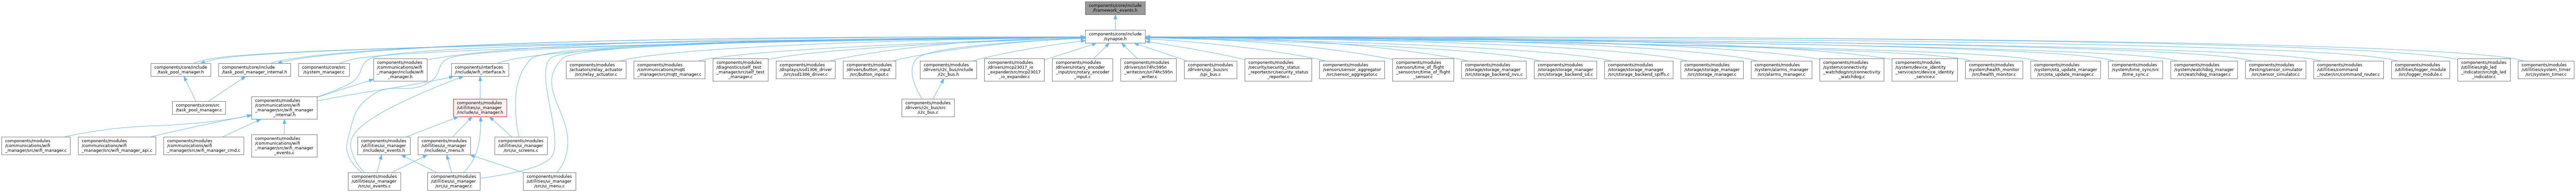 components/core/include
/framework_events.h
components/core/include
/synapse.h
components/core/include
/task_pool_manager.h
components/core/include
/task_pool_manager_internal.h
components/core/src
/system_manager.c
components/modules
/communications/wifi
_manager/include/wifi
_manager.h
components/interfaces
/include/wifi_interface.h
components/modules
/actuators/relay_actuator
/src/relay_actuator.c
components/modules
/communications/mqtt
_manager/src/mqtt_manager.c
components/modules
/diagnostics/self_test
_manager/src/self_test
_manager.c
components/modules
/displays/ssd1306_driver
/src/ssd1306_driver.c
components/modules
/drivers/button_input
/src/button_input.c
components/modules
/drivers/i2c_bus/include
/i2c_bus.h
components/modules
/drivers/mcp23017_io
_expander/src/mcp23017
_io_expander.c
components/modules
/drivers/rotary_encoder
_input/src/rotary_encoder
_input.c
components/modules
/drivers/sn74hc595n
_writer/src/sn74hc595n
_writer.c
components/modules
/drivers/spi_bus/src
/spi_bus.c
components/modules
/security/security_status
_reporter/src/security_status
_reporter.c
components/modules
/sensors/sensor_aggregator
/src/sensor_aggregator.c
components/modules
/sensors/time_of_flight
_sensor/src/time_of_flight
_sensor.c
components/modules
/storage/storage_manager
/src/storage_backend_nvs.c
components/modules
/storage/storage_manager
/src/storage_backend_sd.c
components/modules
/storage/storage_manager
/src/storage_backend_spiffs.c
components/modules
/storage/storage_manager
/src/storage_manager.c
components/modules
/system/alarms_manager
/src/alarms_manager.c
components/modules
/system/connectivity
_watchdog/src/connectivity
_watchdog.c
components/modules
/system/device_identity
_service/src/device_identity
_service.c
components/modules
/system/health_monitor
/src/health_monitor.c
components/modules
/system/ota_update_manager
/src/ota_update_manager.c
components/modules
/system/time_sync/src
/time_sync.c
components/modules
/system/watchdog_manager
/src/watchdog_manager.c
components/modules
/testing/sensor_simulator
/src/sensor_simulator.c
components/modules
/utilities/command
_router/src/command_router.c
components/modules
/utilities/logger_module
/src/logger_module.c
components/modules
/utilities/rgb_led
_indicator/src/rgb_led
_indicator.c
components/modules
/utilities/system_timer
/src/system_timer.c
components/core/src
/task_pool_manager.c
components/modules
/communications/wifi
_manager/src/wifi_manager
_internal.h
components/modules
/utilities/ui_manager
/include/ui_manager.h
components/modules
/drivers/i2c_bus/src
/i2c_bus.c
components/modules
/communications/wifi
_manager/src/wifi_manager.c
components/modules
/communications/wifi
_manager/src/wifi_manager_api.c
components/modules
/communications/wifi
_manager/src/wifi_manager_cmd.c
components/modules
/communications/wifi
_manager/src/wifi_manager
_events.c
components/modules
/utilities/ui_manager
/include/ui_events.h
components/modules
/utilities/ui_manager
/include/ui_menu.h
components/modules
/utilities/ui_manager
/src/ui_screens.c
components/modules
/utilities/ui_manager
/src/ui_events.c
components/modules
/utilities/ui_manager
/src/ui_manager.c
components/modules
/utilities/ui_manager
/src/ui_menu.c